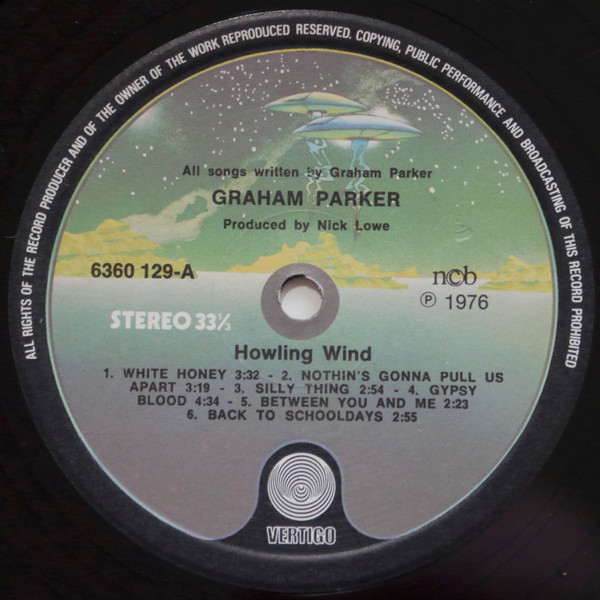 ALL RIGHTS OF THE RECORD PRODUCER AND OF THE OWNER OF THE WORK REPRODUCED RESERVED. COPYING, PUBLIC PERFORMANCE AND BROADCASTING OF THIS RECORD PROHIBITED
All songs written by Graham Parker
GRAHAM PARKER
Produced by Nick Lowe
6360 129-A
n©b
℗ 1976
STEREO 33⅓
Howling Wind
1. WHITE HONEY 3:32 - 2. NOTHIN'S GONNA PULL US
APART 3:19 - 3. SILLY THING 2:54 - 4. GYPSY
BLOOD 4:34 - 5. BETWEEN YOU AND ME 2:23
6. BACK TO SCHOOLDAYS 2:55
VERTIGO